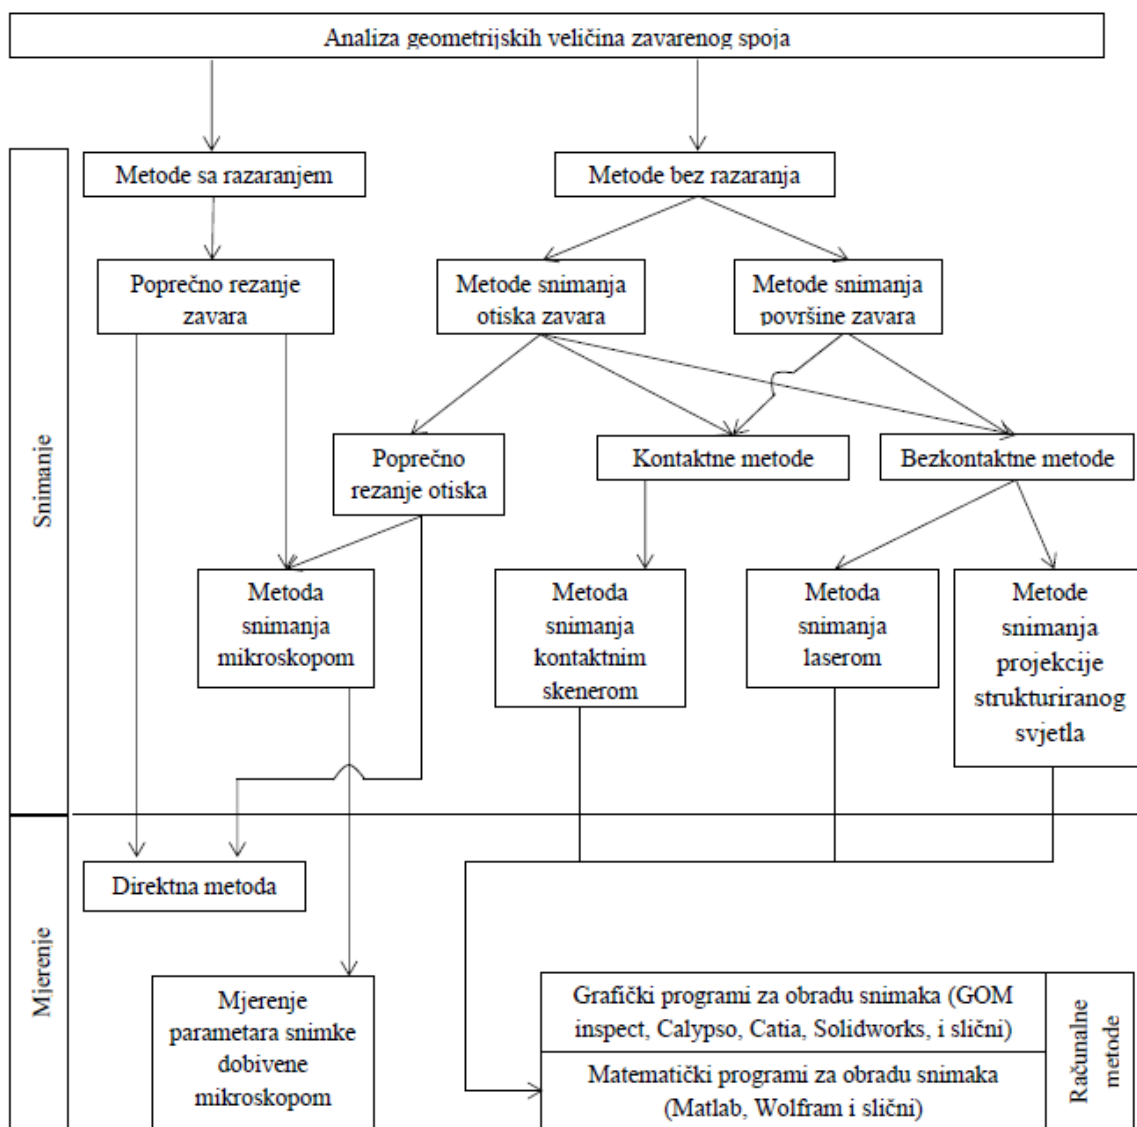 Analiza geometrijskih veličina zavarenog spoja
Metode sa razaranjem
Metode bez razaranja
Poprečno rezanje
zavara
Metode snimanja
otiska zavara
Metode snimanja
površine zavara
Snimanje
Poprečno
rezanje otiska
Kontaktne metode
Bezkontaktne metode
Metoda
snimanja
mikroskopom
Metoda
snimanja
kontaktnim
skenerom
Metoda
snimanja
laserom
Metode
snimanja
projekcije
strukturiranog
svjetla
Mjerenje
Direktna metoda
Mjerenje
parametara snimke
dobivene
mikroskopom
Grafički programi za obradu snimaka (GOM
inspect, Calypso, Catia, Solidworks, i slični)
Matematički programi za obradu snimaka
(Matlab, Wolfram i slični)
Računalne
metode